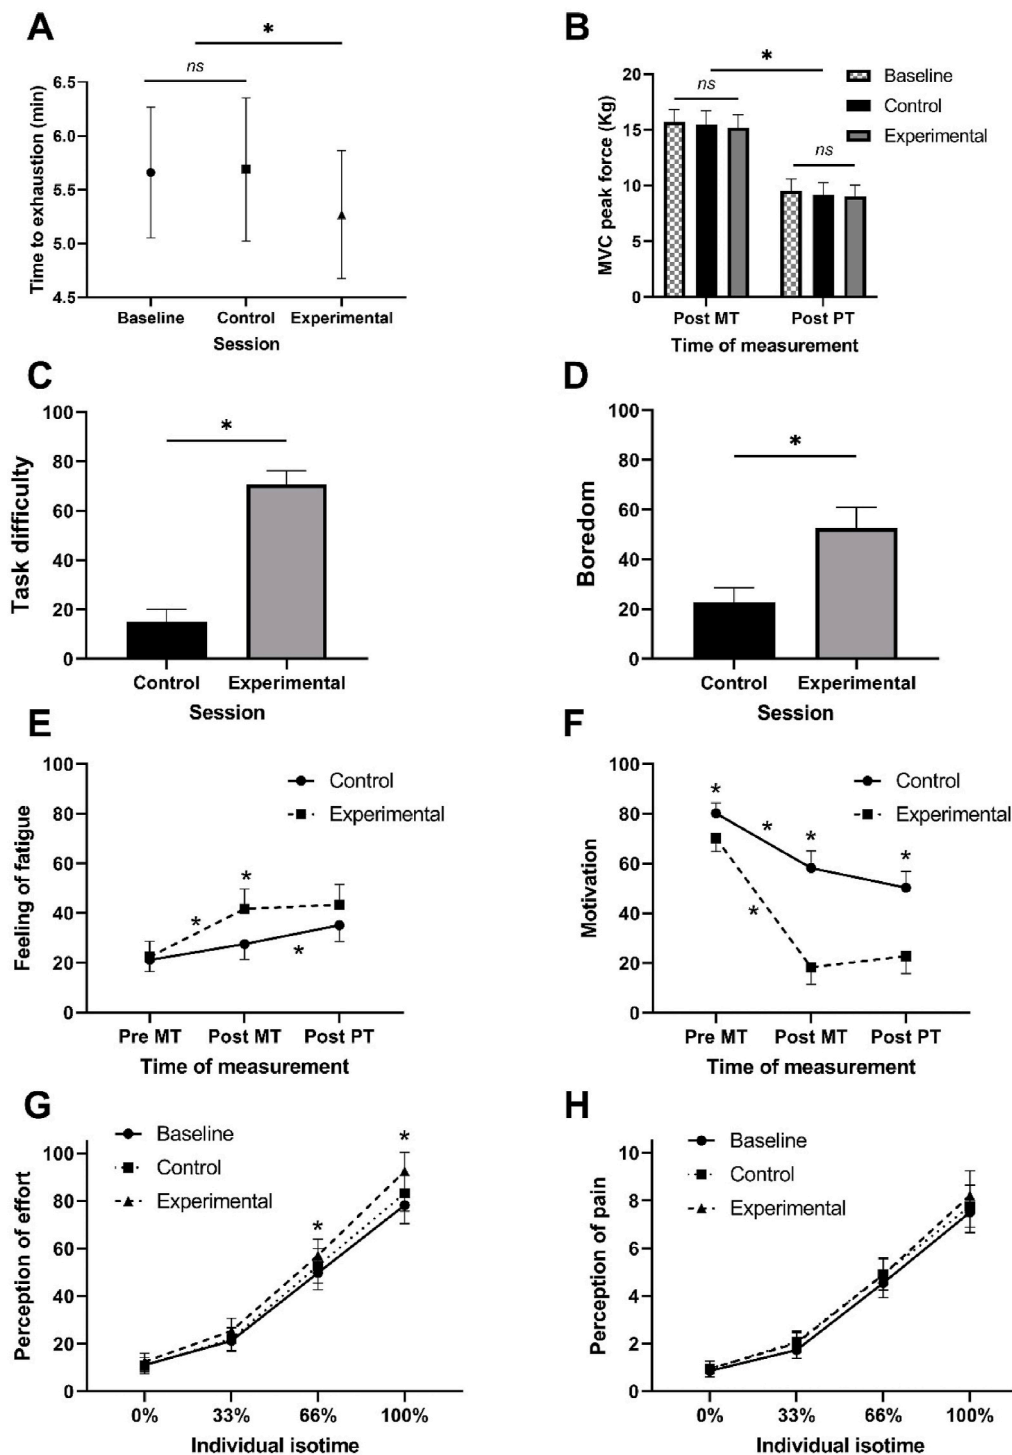 A
*
ns
6.5
6.0
5.5
5.0
4.5
Time to exhaustion (min)
Baseline Control Experimental
Session
B
*
ns
ns
Baseline
Control
Experimental
20
15
10
5
0
MVC peak force (Kg)
Post MT Post PT
Time of measurement
C
*
100
80
60
40
20
0
Task difficulty
Control Experimental
Session
D
*
100
80
60
40
20
0
Boredom
Control Experimental
Session
E
Control
Experimental
* * *
100
80
60
40
20
0
Feeling of fatigue
Pre MT Post MT Post PT
Time of measurement
F
Control
Experimental
* * * * *
100
80
60
40
20
0
Motivation
Pre MT Post MT Post PT
Time of measurement
G
Baseline
Control
Experimental
* *
100
80
60
40
20
0
Perception of effort
0% 33% 66% 100%
Individual isotime
H
Baseline
Control
Experimental
10
8
6
4
2
0
Perception of pain
0% 33% 66% 100%
Individual isotime